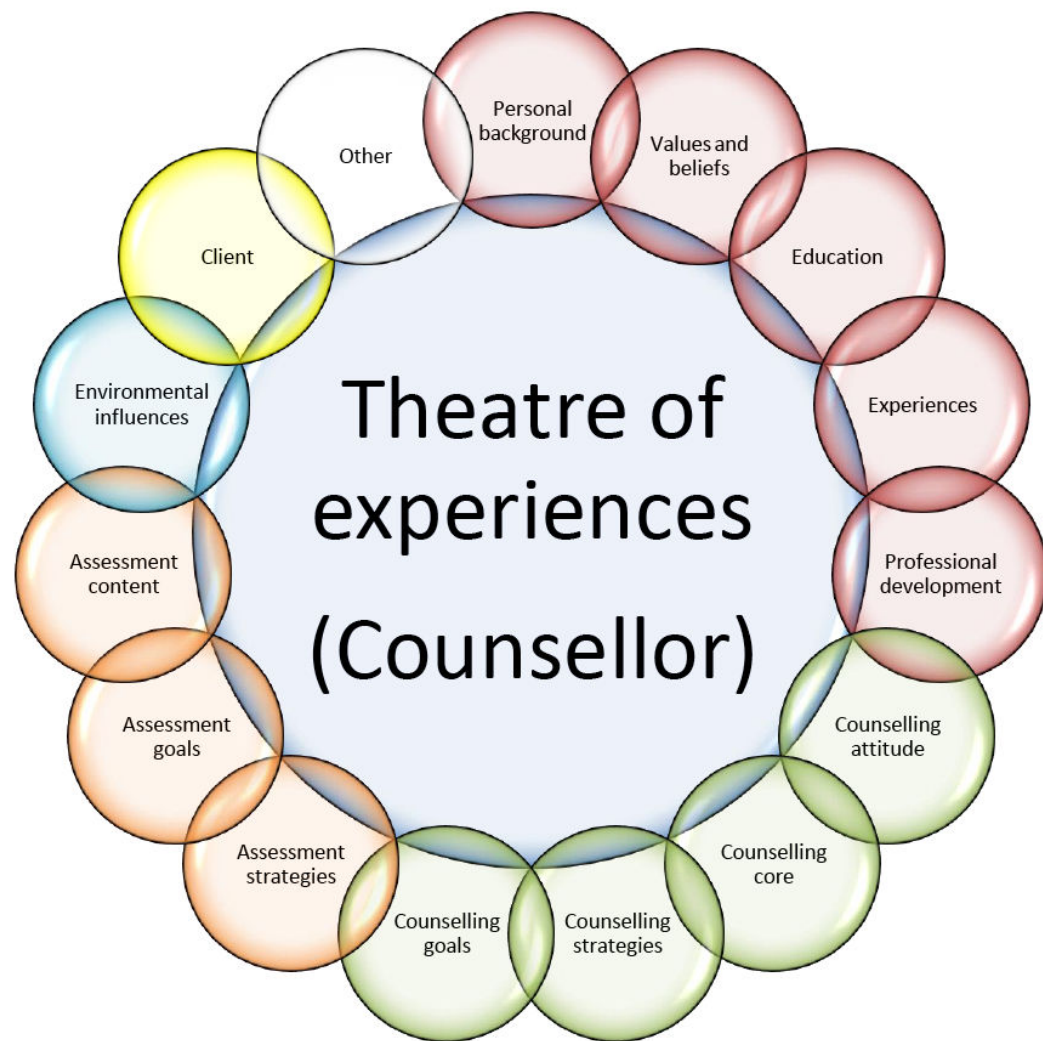 Personal
background
Values and
beliefs
Education
Experiences
Professional
development
Counselling
attitude
Counselling
core
Counselling
strategies
Counselling
goals
Assessment
strategies
Assessment
goals
Assessment
content
Environmental
influences
Client
Other
Theatre of
experiences
(Counsellor)